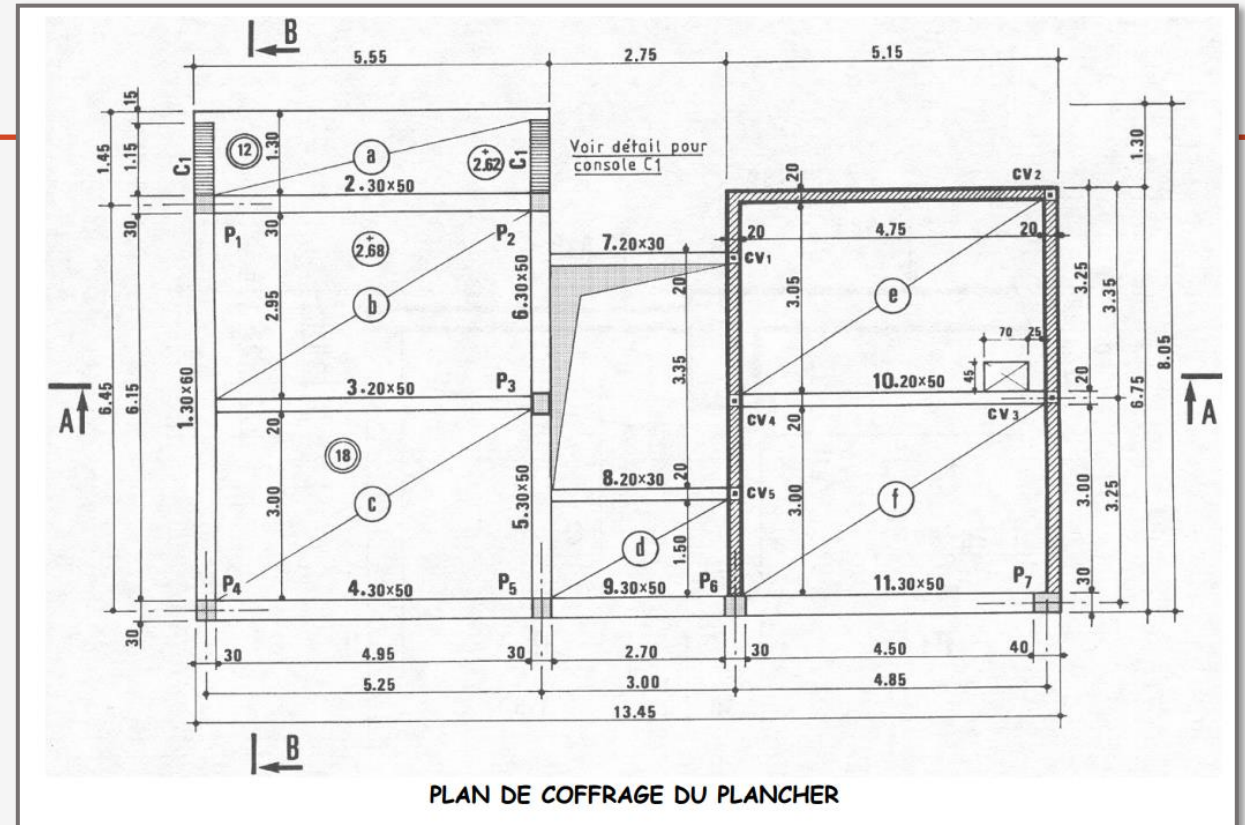 B
5.55
2.75
5.15
15
1.45
1.15
30
C1
12
1.30
a
+
2.62
C1
Voir détail pour
console C1
2.30×50
1.30
P1
30
P2
+
2.68
b
2.95
6.30×50
7.20×30
20
20
4.75
20
CV2
CV1
20
3.05
e
3.25
3.35
8.05
6.75
A
6.45
6.15
1.30×60
3.20×50
P3
20
3.35
70
25
45
10.20×50
20
CV4
CV3
A
18
c
3.00
5.30×50
8.20×30
20
CV5
20
3.00
f
3.00
3.25
d
1.50
P4
4.30×50
P5
9.30×50
P6
11.30×50
P7
30
30
30
4.95
30
2.70
30
4.50
40
5.25
3.00
4.85
13.45
B
PLAN DE COFFRAGE DU PLANCHER